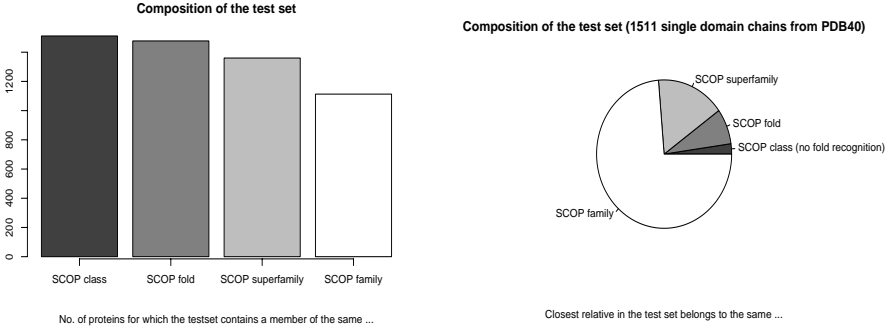 Composition of the test set
1200
800
600
400
200
0
SCOP class
SCOP fold
SCOP superfamily
SCOP family
No. of proteins for which the testset contains a member of the same ...
Composition of the test set (1511 single domain chains from PDB40)
SCOP superfamily
SCOP fold
SCOP class (no fold recognition)
SCOP family
Closest relative in the test set belongs to the same ...